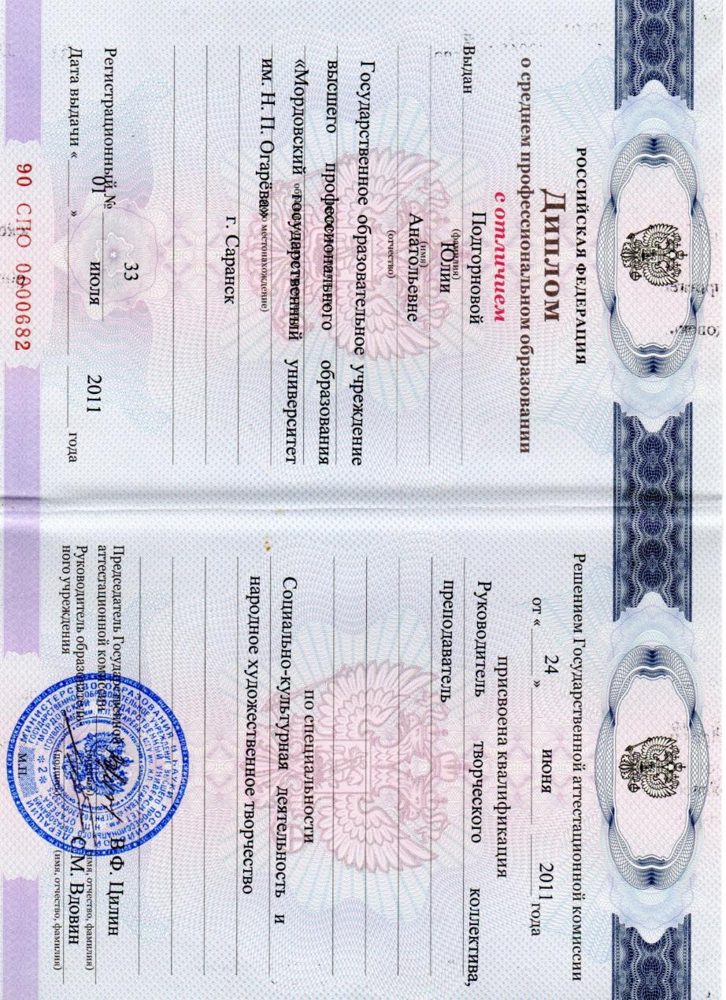 РОССИЙСКАЯ ФЕДЕРАЦИЯ
ДИПЛОМ
о среднем профессиональном образовании
с отличием
Выдан
Подгорновой
(фамилия)
Юлии
(имя)
Анатольевне
(отчество)
Государственное образовательное учреждение
высшего профессионального образования
«Мордовский государственный университет
им. Н. П. Огарёва»
местонахождение)
г. Саранск
Регистрационный № 33
Дата выдачи « 01 » июля 2011 года
90 СПО 0600682
Решением Государственной аттестационной комиссии
от « 24 » июня 2011 года
присвоена квалификация
Руководитель творческого коллектива,
преподаватель
по специальности
Социально-культурная деятельность и
народное художественное творчество
Председатель Государственной
аттестационной комиссии
В.Ф. Цилин
(имя, отчество, фамилия)
Руководитель образователь-
ного учреждения
М. Вдовин
(имя, отчество, фамилия)
М.П.